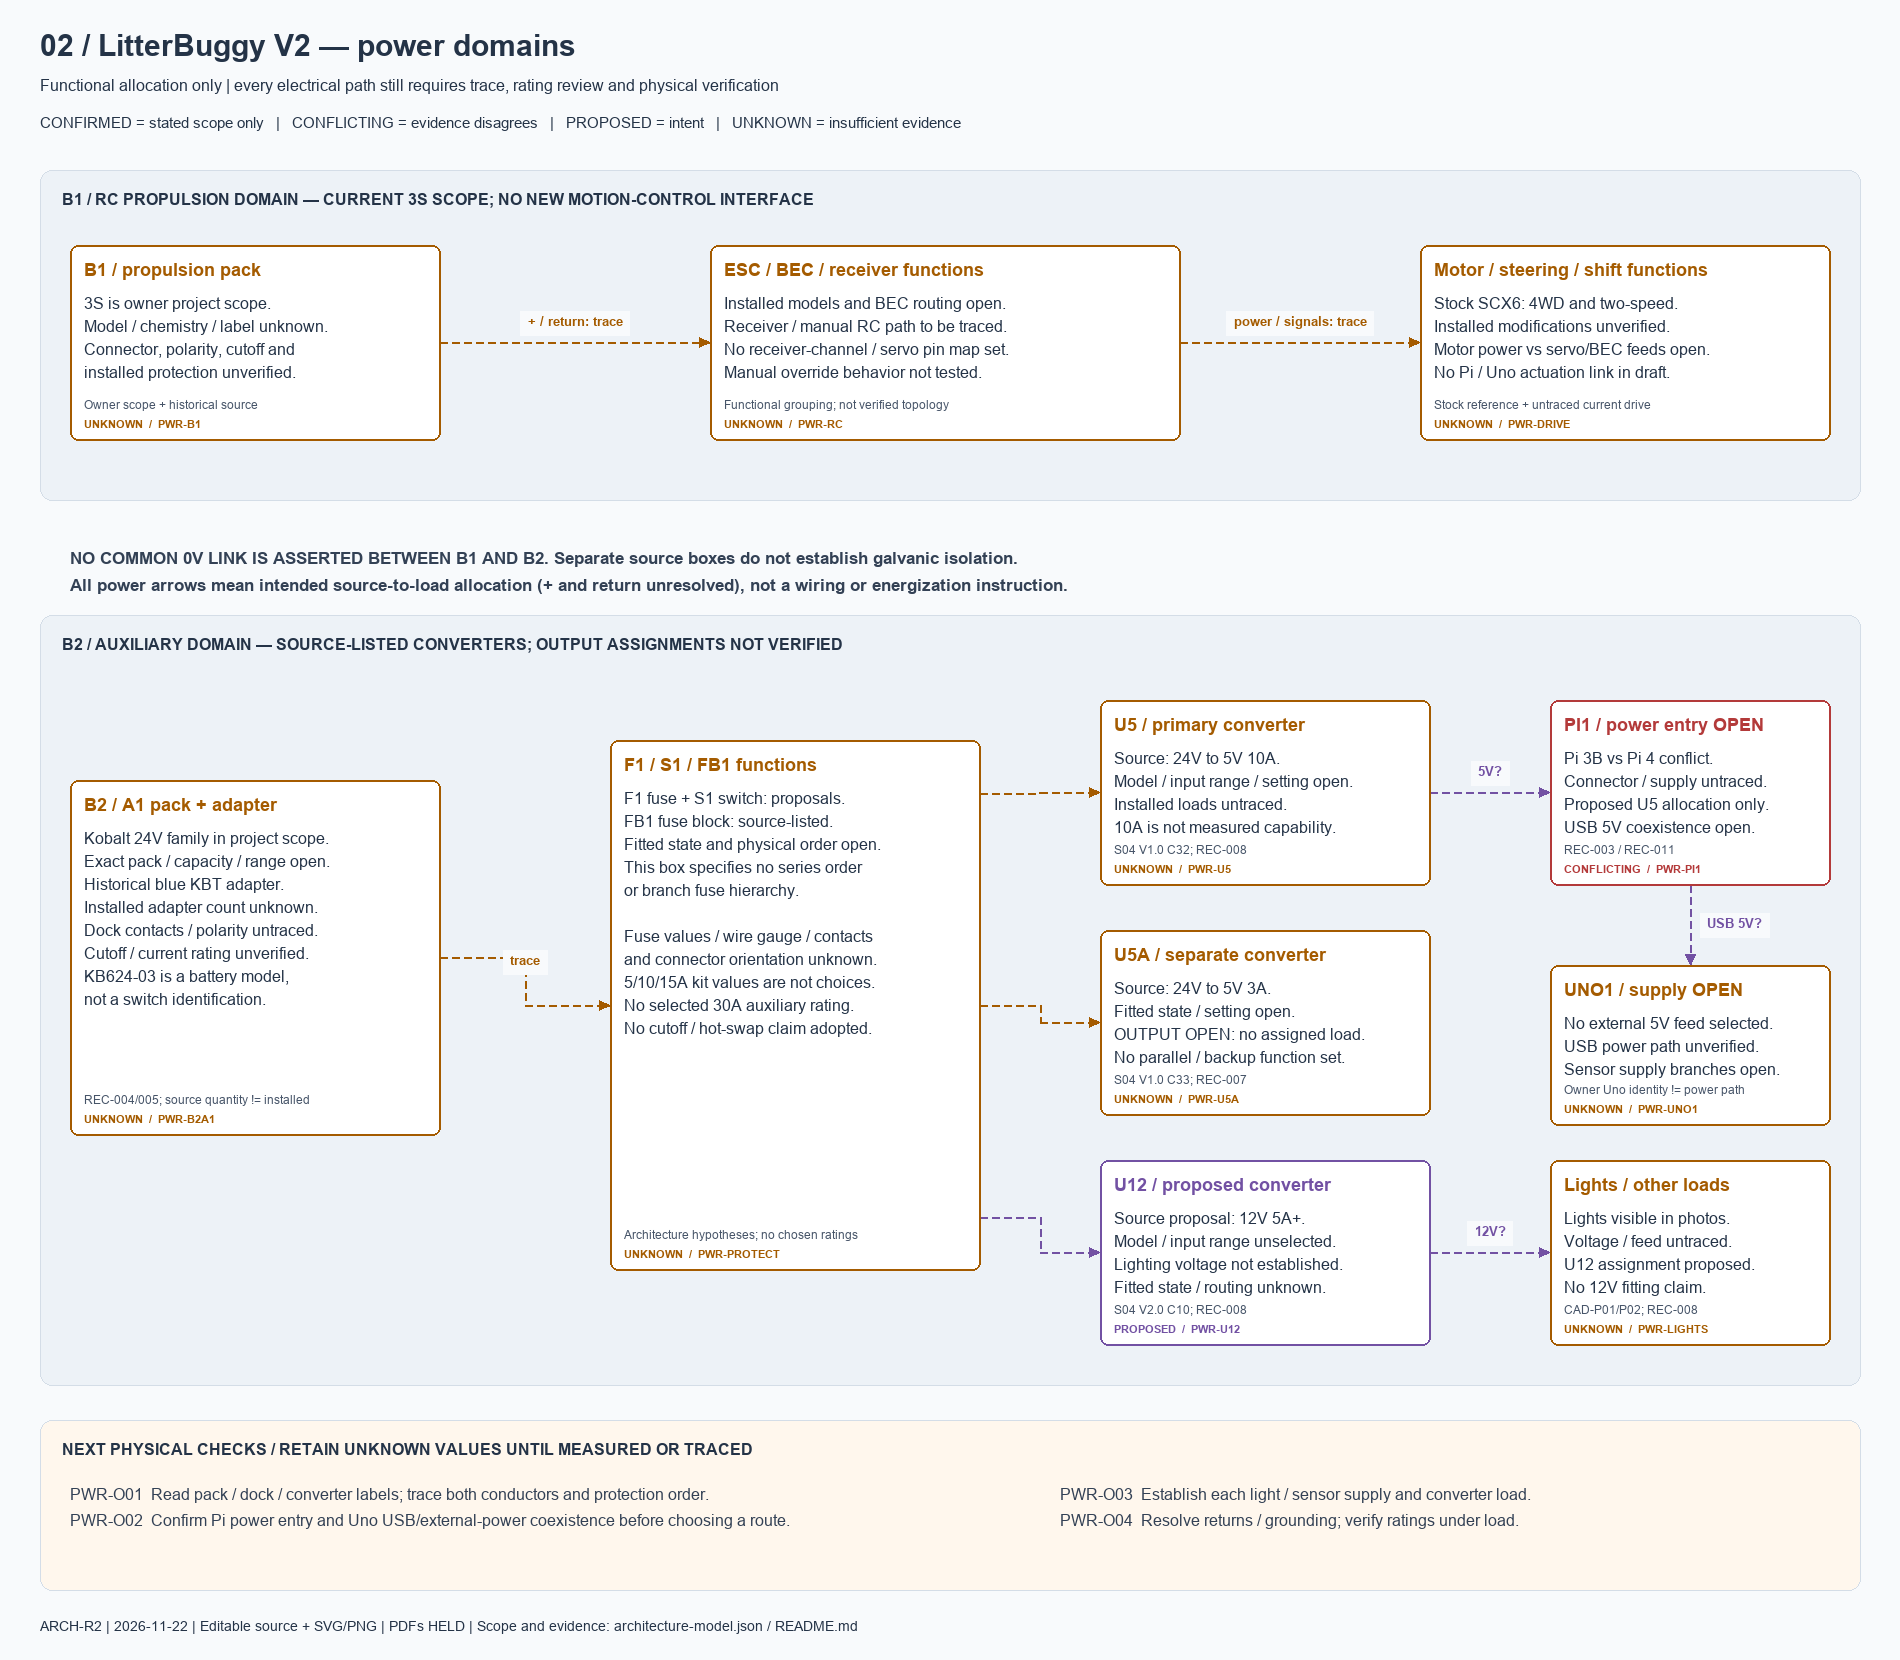 02 / LitterBuggy V2 — power domains
Functional allocation only | every electrical path still requires trace, rating review and physical verification
CONFIRMED = stated scope only | CONFLICTING = evidence disagrees | PROPOSED = intent | UNKNOWN = insufficient evidence
B1 / RC PROPULSION DOMAIN — CURRENT 3S SCOPE; NO NEW MOTION-CONTROL INTERFACE
B1 / propulsion pack
3S is owner project scope.
Model / chemistry / label unknown.
Connector, polarity, cutoff and
installed protection unverified.
Owner scope + historical source
UNKNOWN / PWR-B1
+ / return: trace
ESC / BEC / receiver functions
Installed models and BEC routing open.
Receiver / manual RC path to be traced.
No receiver-channel / servo pin map set.
Manual override behavior not tested.
Functional grouping; not verified topology
UNKNOWN / PWR-RC
power / signals: trace
Motor / steering / shift functions
Stock SCX6: 4WD and two-speed.
Installed modifications unverified.
Motor power vs servo/BEC feeds open.
No Pi / Uno actuation link in draft.
Stock reference + untraced current drive
UNKNOWN / PWR-DRIVE
NO COMMON 0V LINK IS ASSERTED BETWEEN B1 AND B2. Separate source boxes do not establish galvanic isolation.
All power arrows mean intended source-to-load allocation (+ and return unresolved), not a wiring or energization instruction.
B2 / AUXILIARY DOMAIN — SOURCE-LISTED CONVERTERS; OUTPUT ASSIGNMENTS NOT VERIFIED
B2 / A1 pack + adapter
Kobalt 24V family in project scope.
Exact pack / capacity / range open.
Historical blue KBT adapter.
Installed adapter count unknown.
Dock contacts / polarity untraced.
Cutoff / current rating unverified.
KB624-03 is a battery model,
not a switch identification.
REC-004/005; source quantity != installed
UNKNOWN / PWR-B2A1
trace
F1 / S1 / FB1 functions
F1 fuse + S1 switch: proposals.
FB1 fuse block: source-listed.
Fitted state and physical order open.
This box specifies no series order
or branch fuse hierarchy.
Fuse values / wire gauge / contacts
and connector orientation unknown.
5/10/15A kit values are not choices.
No selected 30A auxiliary rating.
No cutoff / hot-swap claim adopted.
Architecture hypotheses; no chosen ratings
UNKNOWN / PWR-PROTECT
U5 / primary converter
Source: 24V to 5V 10A.
Model / input range / setting open.
Installed loads untraced.
10A is not measured capability.
S04 V1.0 C32; REC-008
UNKNOWN / PWR-U5
5V?
PI1 / power entry OPEN
Pi 3B vs Pi 4 conflict.
Connector / supply untraced.
Proposed U5 allocation only.
USB 5V coexistence open.
REC-003 / REC-011
CONFLICTING / PWR-PI1
USB 5V?
U5A / separate converter
Source: 24V to 5V 3A.
Fitted state / setting open.
OUTPUT OPEN: no assigned load.
No parallel / backup function set.
S04 V1.0 C33; REC-007
UNKNOWN / PWR-U5A
UNO1 / supply OPEN
No external 5V feed selected.
USB power path unverified.
Sensor supply branches open.
Owner Uno identity != power path
UNKNOWN / PWR-UNO1
U12 / proposed converter
Source proposal: 12V 5A+.
Model / input range unselected.
Lighting voltage not established.
Fitted state / routing unknown.
S04 V2.0 C10; REC-008
PROPOSED / PWR-U12
12V?
Lights / other loads
Lights visible in photos.
Voltage / feed untraced.
U12 assignment proposed.
No 12V fitting claim.
CAD-P01/P02; REC-008
UNKNOWN / PWR-LIGHTS
NEXT PHYSICAL CHECKS / RETAIN UNKNOWN VALUES UNTIL MEASURED OR TRACED
PWR-O01 Read pack / dock / converter labels; trace both conductors and protection order.
PWR-O02 Confirm Pi power entry and Uno USB/external-power coexistence before choosing a route.
PWR-O03 Establish each light / sensor supply and converter load.
PWR-O04 Resolve returns / grounding; verify ratings under load.
ARCH-R2 | 2026-11-22 | Editable source + SVG/PNG | PDFs HELD | Scope and evidence: architecture-model.json / README.md